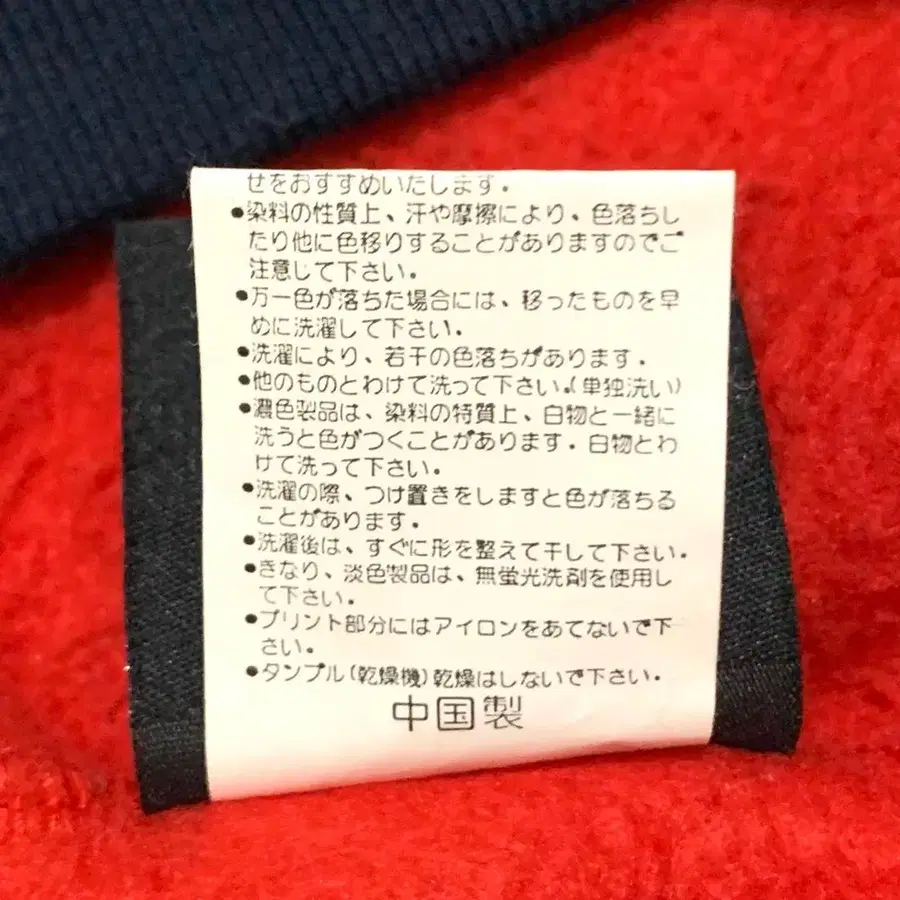 せをおすすめいたします.
●染料の性質上、汗や摩擦により、色落ちし
たり他に色移りすることがありますのでご
注意して下さい.
●万一色が落ちた場合には、移ったものを早
めに洗濯して下さい.
●洗濯により、若干の色落ちがあります.
●他のものとわけて洗って下さい.(単独洗い)
●濃色製品は、染料の特質上、白物と一緒に
洗うと色がつくことがあります.白物とわ
けて洗って下さい.
●洗濯の際、つけ置きをしますと色が落ちる
ことがあります.
●洗濯後は、すぐに形を整えて干して下さい.
●きなり、淡色製品は、無蛍光洗剤を使用し
て下さい.
●プリント部分にはアイロンをあてないで下
さい.
●タンプル(乾燥機)乾燥はしないで下さい.
中国製